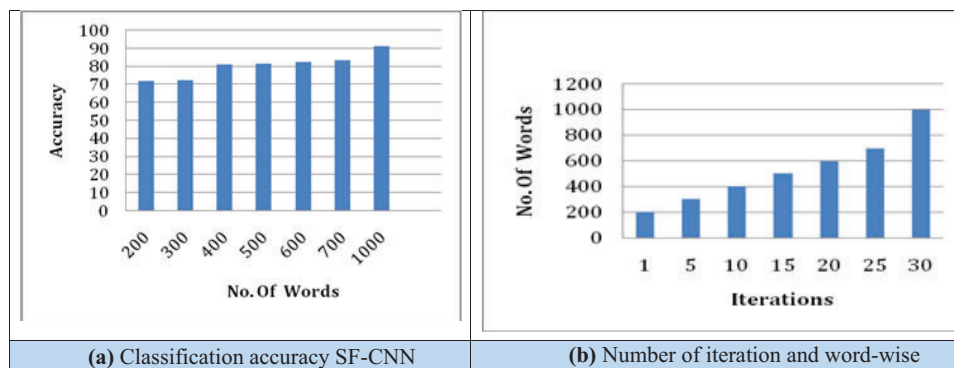 100
90
80
70
60
50
40
30
20
10
0
Accuracy
200 300 400 500 600 700 1000
No. Of Words
(a) Classification accuracy SF-CNN
1200
1000
800
600
400
200
0
No. Of Words
1 5 10 15 20 25 30
Iterations
(b) Number of iteration and word-wise